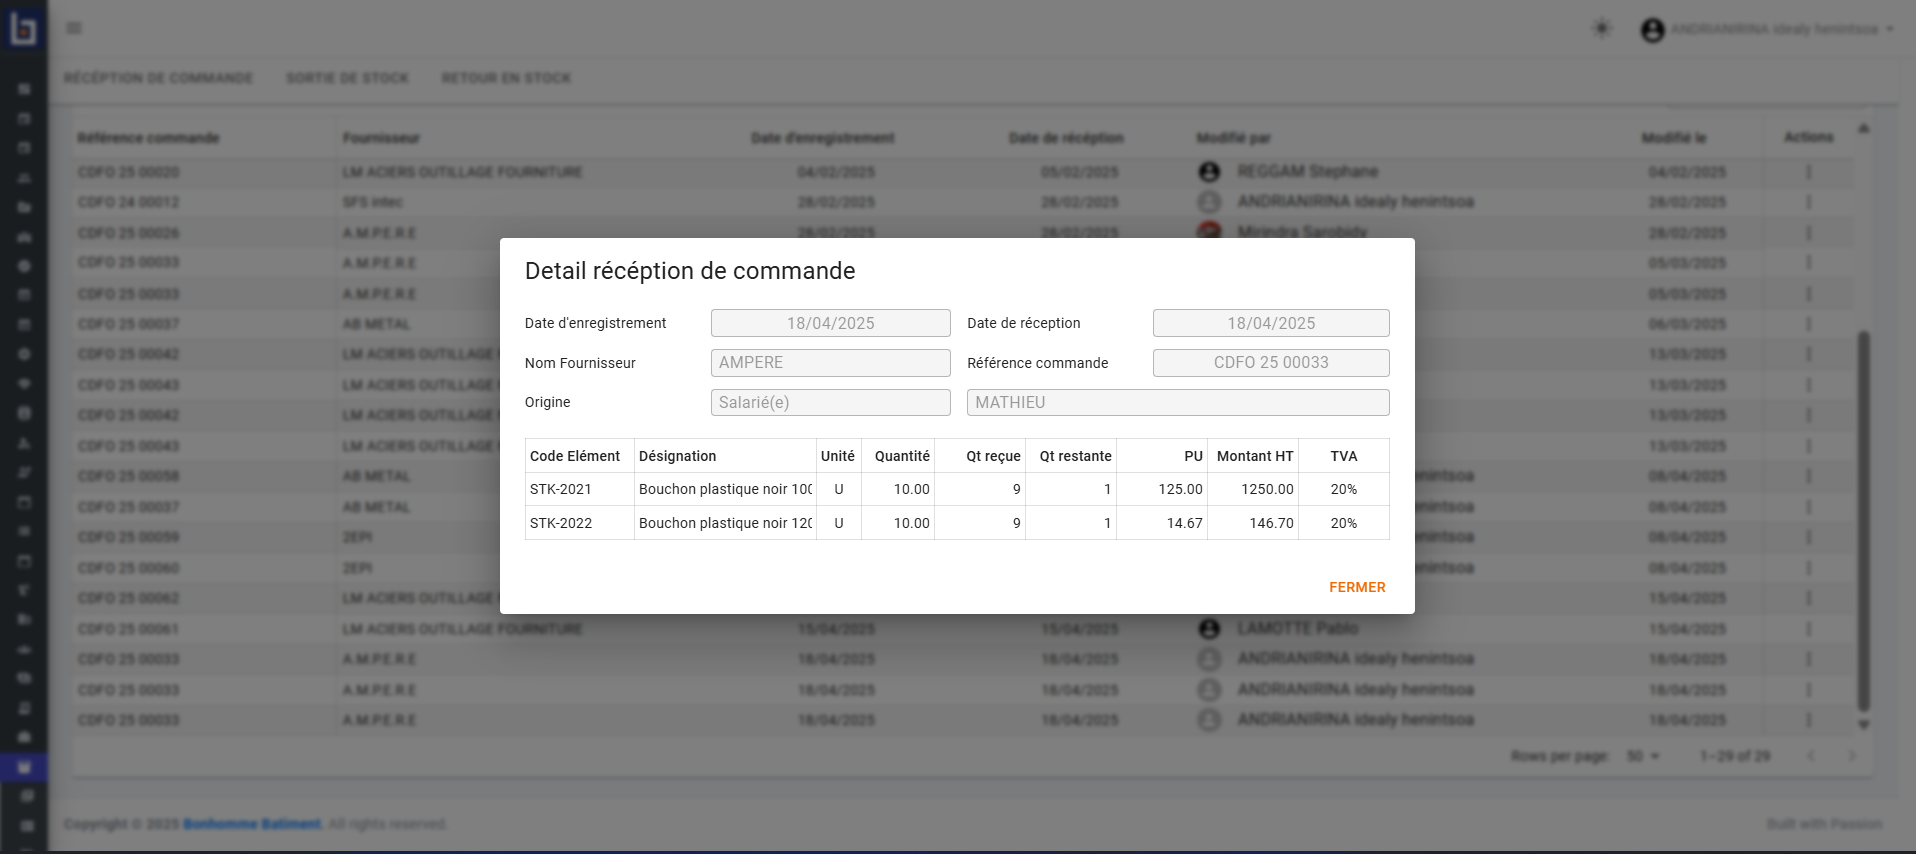 ANDRIANIRINA idealy henintsoa
RÉCÉPTION DE COMMANDE SORTIE DE STOCK RETOUR EN STOCK
Référence commande Fournisseur Date d'enregistrement Date de récéption Modifié par Modifié le Actions
CDFO 25 00020 LM ACIERS OUTILLAGE FOURNITURE 04/02/2025 05/02/2025 REGGAM Stephane 04/02/2025
CDFO 24 00012 SFS intec 28/02/2025 28/02/2025 ANDRIANIRINA idealy henintsoa 28/02/2025
CDFO 25 00026 A.M.P.E.R.E 28/02/2025 28/02/2025 Mirindra Sarobidy 28/02/2025
CDFO 25 00033 A.M.P.E.R.E 05/03/2025
CDFO 25 00033 A.M.P.E.R.E 05/03/2025
CDFO 25 00037 AB METAL 06/03/2025
CDFO 25 00042 LM ACIERS OUTILLAGE 13/03/2025
CDFO 25 00043 LM ACIERS OUTILLAGE 13/03/2025
CDFO 25 00042 LM ACIERS OUTILLAGE 13/03/2025
CDFO 25 00043 LM ACIERS OUTILLAGE 13/03/2025
CDFO 25 00058 AB METAL henintsoa 08/04/2025
CDFO 25 00037 AB METAL henintsoa 08/04/2025
CDFO 25 00059 2EPI henintsoa 08/04/2025
CDFO 25 00060 2EPI henintsoa 08/04/2025
CDFO 25 00062 LM ACIERS OUTILLAGE 15/04/2025
CDFO 25 00061 LM ACIERS OUTILLAGE FOURNITURE 15/04/2025 15/04/2025 LAMOTTE Pablo 15/04/2025
CDFO 25 00033 A.M.P.E.R.E 18/04/2025 18/04/2025 ANDRIANIRINA idealy henintsoa 18/04/2025
CDFO 25 00033 A.M.P.E.R.E 18/04/2025 18/04/2025 ANDRIANIRINA idealy henintsoa 18/04/2025
CDFO 25 00033 A.M.P.E.R.E 18/04/2025 18/04/2025 ANDRIANIRINA idealy henintsoa 18/04/2025
Rows per page: 50 1–29 of 29
Copyright © 2025 Bonhomme Batiment. All rights reserved. Built with Passion
Detail récéption de commande
Date d'enregistrement 18/04/2025 Date de réception 18/04/2025
Nom Fournisseur AMPERE Référence commande CDFO 25 00033
Origine Salarié(e) MATHIEU
Code Elément Désignation Unité Quantité Qt reçue Qt restante PU Montant HT TVA
STK-2021 Bouchon plastique noir 100 U 10.00 9 1 125.00 1250.00 20%
STK-2022 Bouchon plastique noir 120 U 10.00 9 1 14.67 146.70 20%
FERMER